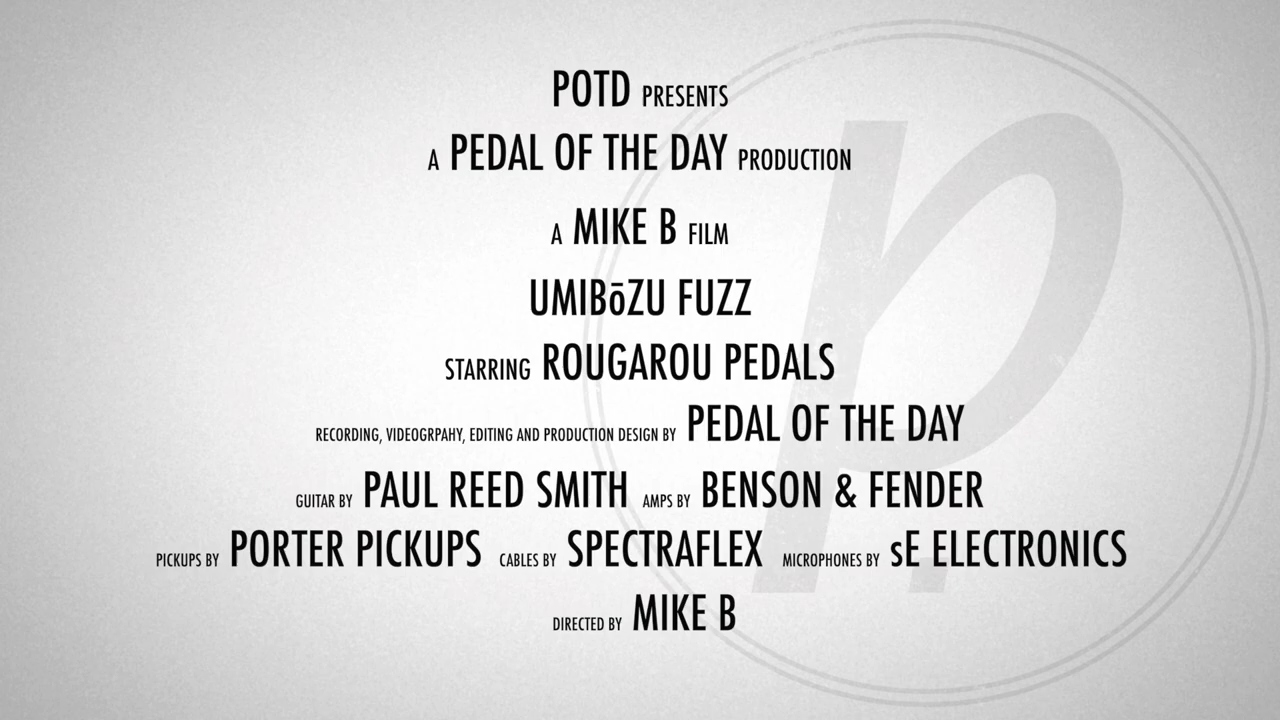 POTD PRESENTS
A PEDAL OF THE DAY PRODUCTION
A MIKE B FILM
UMIBōZU FUZZ
STARRING ROUGAROU PEDALS
RECORDING, VIDEOGRPAHY, EDITING AND PRODUCTION DESIGN BY PEDAL OF THE DAY
GUITAR BY PAUL REED SMITH AMPS BY BENSON & FENDER
PICKUPS BY PORTER PICKUPS CABLES BY SPECTRAFLEX MICROPHONES BY sE ELECTRONICS
DIRECTED BY MIKE B